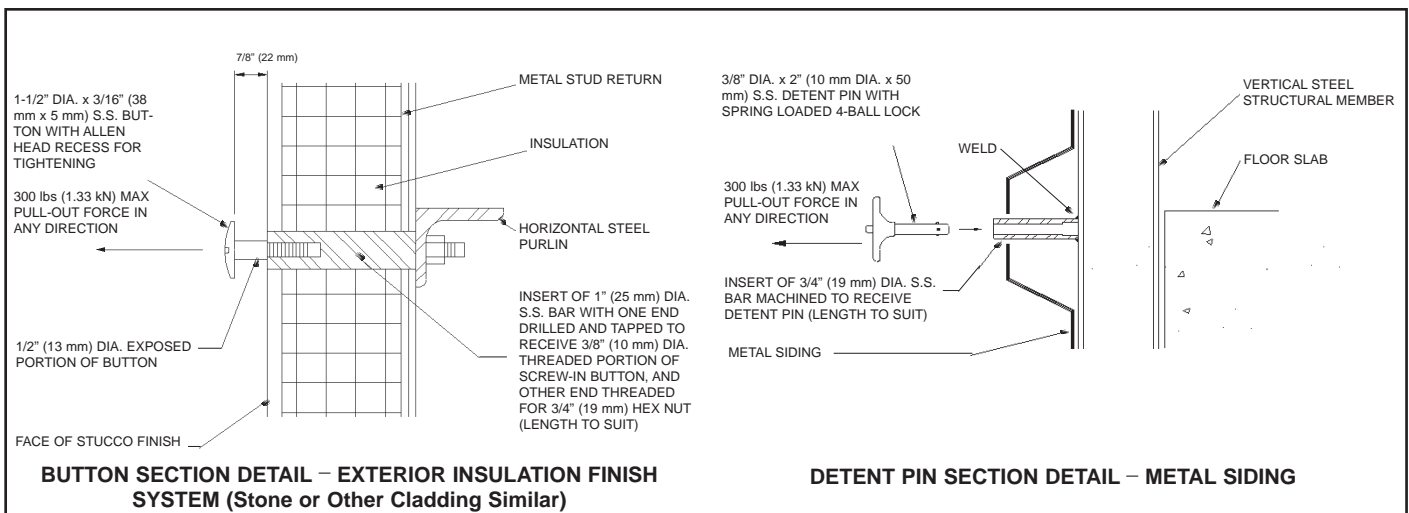 7/8” (22 mm)
1-1/2” DIA. x 3/16” (38
mm x 5 mm) S.S. BUT-
TON WITH ALLEN
HEAD RECESS FOR
TIGHTENING
300 lbs (1.33 kN) MAX
PULL-OUT FORCE IN
ANY DIRECTION
1/2” (13 mm) DIA. EXPOSED
PORTION OF BUTTON
FACE OF STUCCO FINISH
METAL STUD RETURN
INSULATION
HORIZONTAL STEEL
PURLIN
INSERT OF 1” (25 mm) DIA.
S.S. BAR WITH ONE END
DRILLED AND TAPPED TO
RECEIVE 3/8” (10 mm) DIA.
THREADED PORTION OF
SCREW-IN BUTTON, AND
OTHER END THREADED
FOR 3/4” (19 mm) HEX NUT
(LENGTH TO SUIT)
BUTTON SECTION DETAIL – EXTERIOR INSULATION FINISH
SYSTEM (Stone or Other Cladding Similar)
3/8” DIA. x 2” (10 mm DIA. x 50
mm) S.S. DETENT PIN WITH
SPRING LOADED 4-BALL LOCK
WELD
VERTICAL STEEL
STRUCTURAL MEMBER
FLOOR SLAB
300 lbs (1.33 kN) MAX
PULL-OUT FORCE IN
ANY DIRECTION
INSERT OF 3/4” (19 mm) DIA. S.S.
BAR MACHINED TO RECEIVE
DETENT PIN (LENGTH TO SUIT)
METAL SIDING
DETENT PIN SECTION DETAIL – METAL SIDING